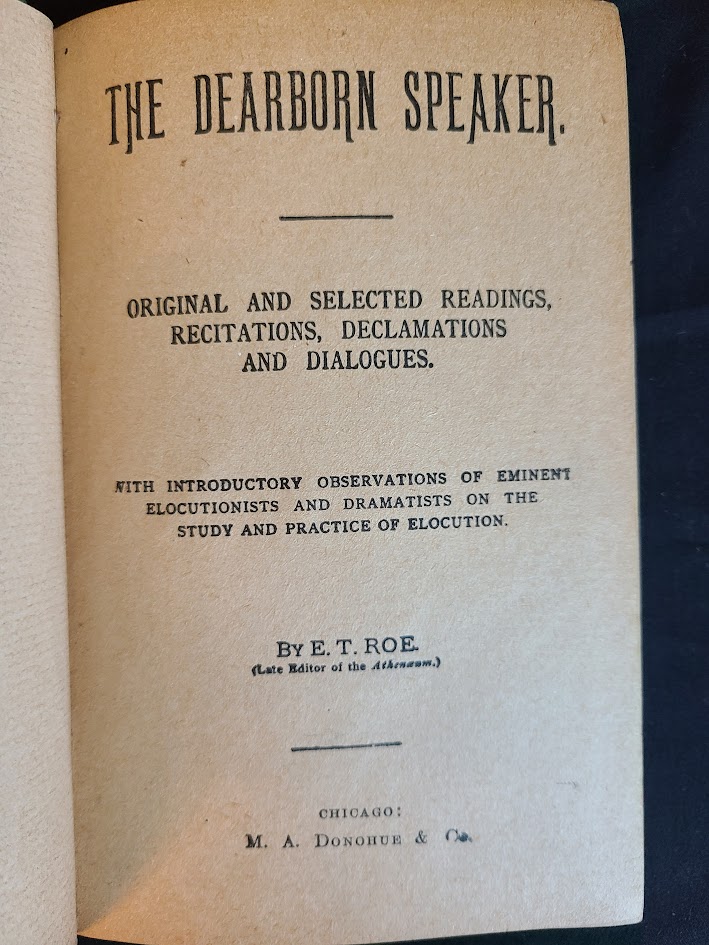 THE DEARBORN SPEAKER.
ORIGINAL AND SELECTED READINGS,
RECITATIONS, DECLAMATIONS
AND DIALOGUES.
WITH INTRODUCTORY OBSERVATIONS OF EMINENT
ELOCUTIONISTS AND DRAMATISTS ON THE
STUDY AND PRACTICE OF ELOCUTION.
BY E. T. ROE.
(Late Editor of the Athenæum.)
CHICAGO:
M. A. DONOHUE & Co.